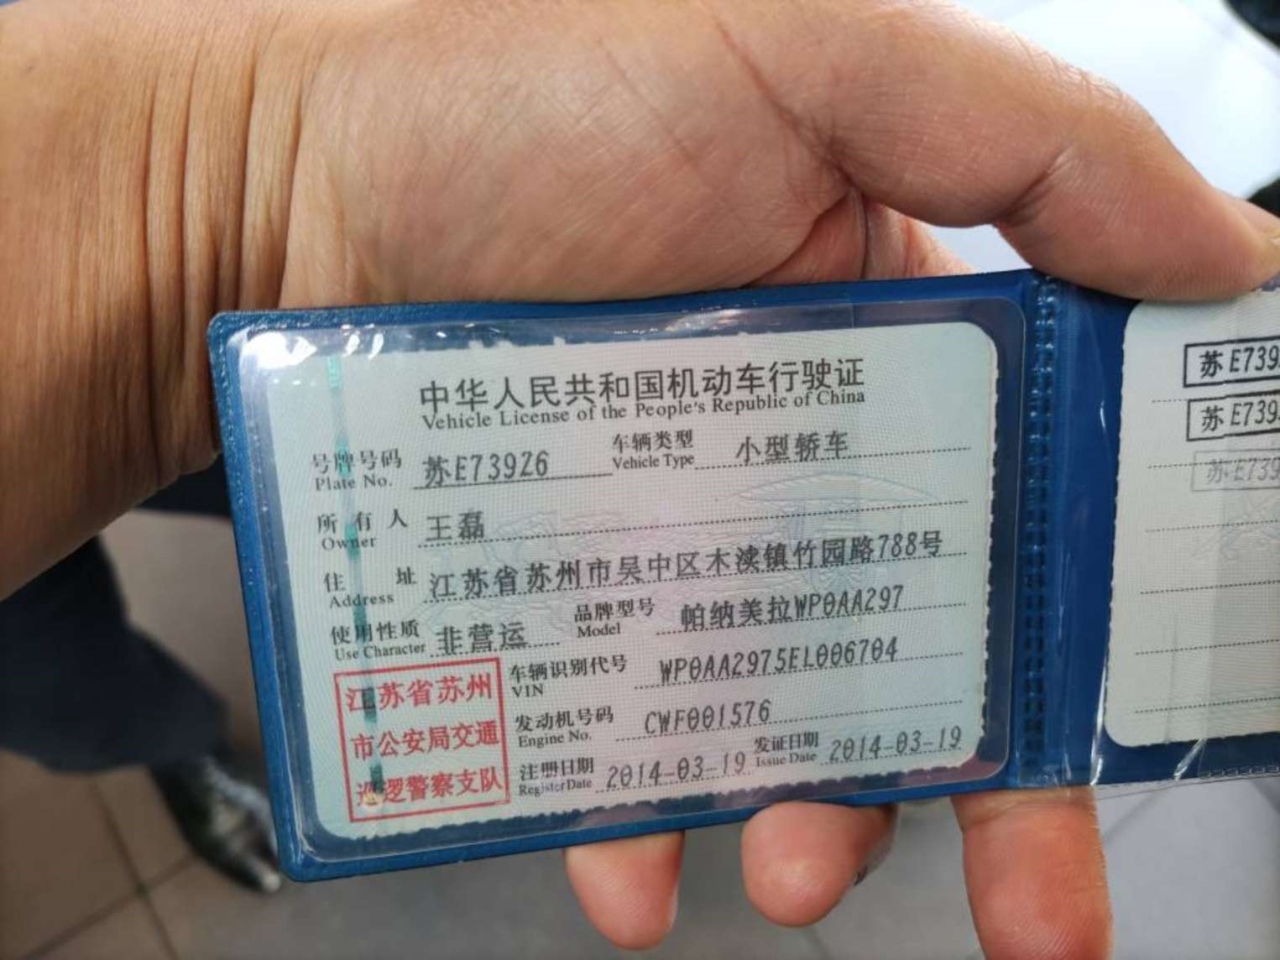 中华人民共和国机动车行驶证
Vehicle License of the People's Republic of China
号牌号码 苏E739Z6 车辆类型 小型轿车
Plate No. Vehicle Type
所有人 王磊
Owner
住址 江苏省苏州市吴中区木渎镇竹园路788号
Address
使用性质 非营运 品牌型号 帕纳美拉WP0AA297
Use Character Model
车辆识别代号 WP0AA2975EL006704
VIN
发动机号码 CWF001576
Engine No.
注册日期 2014-03-19 发证日期 2014-03-19
Register Date Issue Date
江苏省苏州
市公安局交通
巡逻警察支队
苏E739
苏E739
苏E739